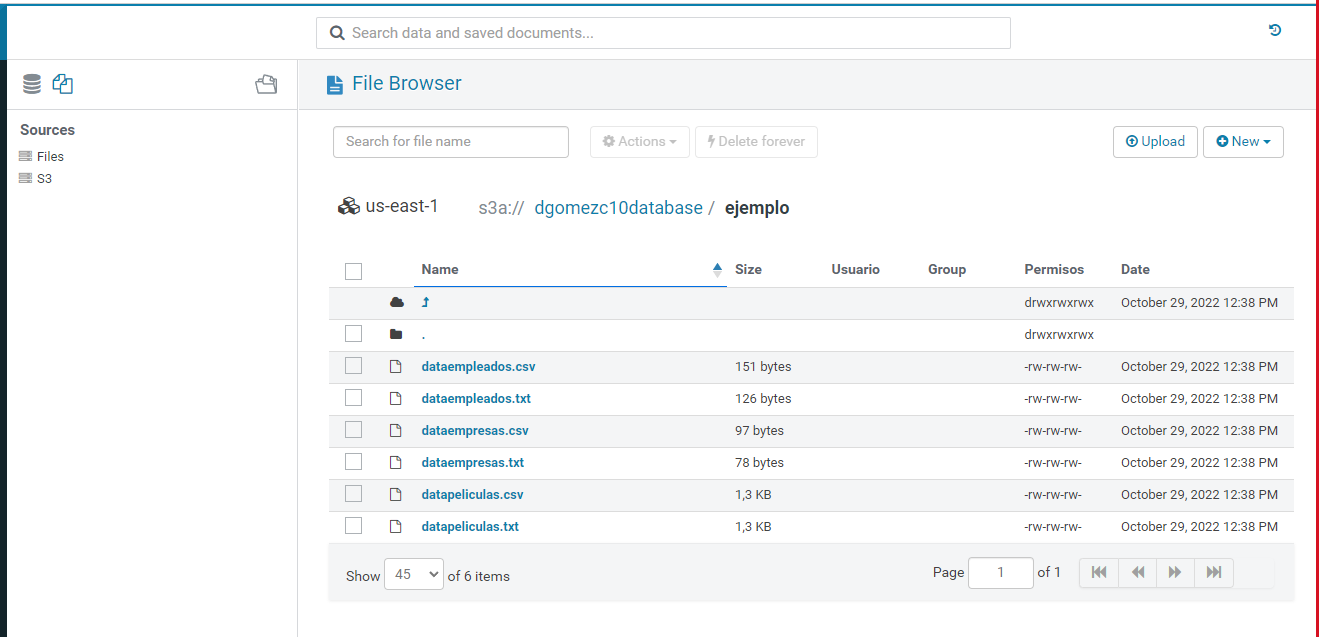 Search data and saved documents...
File Browser
Sources
Files
S3
Search for file name
Actions
Delete forever
Upload
New
us-east-1 s3a:// dgomezc10database / ejemplo
Name Size Usuario Group Permisos Date
drwxrwxrwx October 29, 2022 12:38 PM
. drwxrwxrwx
dataempleados.csv 151 bytes -rw-rw-rw- October 29, 2022 12:38 PM
dataempleados.txt 126 bytes -rw-rw-rw- October 29, 2022 12:38 PM
dataempresas.csv 97 bytes -rw-rw-rw- October 29, 2022 12:38 PM
dataempresas.txt 78 bytes -rw-rw-rw- October 29, 2022 12:38 PM
datapeliculas.csv 1,3 KB -rw-rw-rw- October 29, 2022 12:38 PM
datapeliculas.txt 1,3 KB -rw-rw-rw- October 29, 2022 12:38 PM
Show 45 of 6 items Page 1 of 1